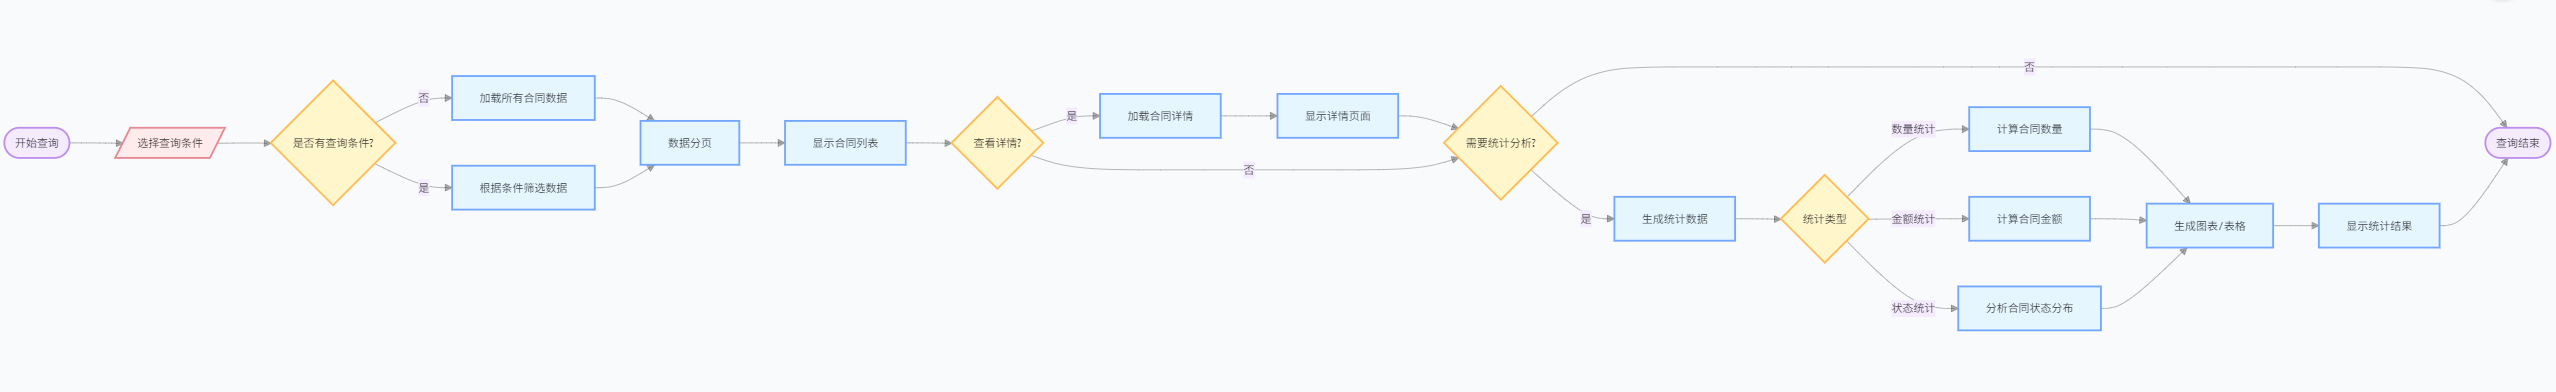 开始查询
选择查询条件
是否有查询条件?
否
是
加载所有合同数据
根据条件筛选数据
数据分页
显示合同列表
查看详情?
是
否
加载合同详情
显示详情页面
需要统计分析?
否
是
生成统计数据
统计类型
数量统计
金额统计
状态统计
计算合同数量
计算合同金额
分析合同状态分布
生成图表/表格
显示统计结果
查询结束